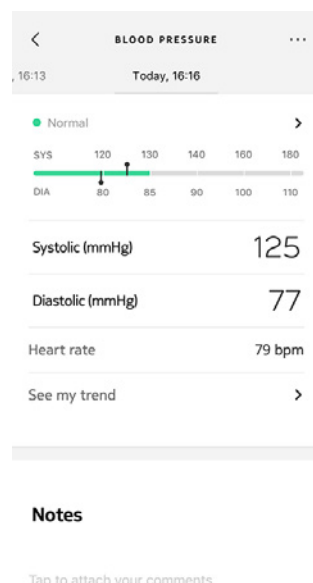 BLOOD PRESSURE
, 16:13 Today, 16:16
Normal
SYS 120 130 140 160 180
DIA 80 85 90 100 110
Systolic (mmHg) 125
Diastolic (mmHg) 77
Heart rate 79 bpm
See my trend
Notes
Tap to attach your comments